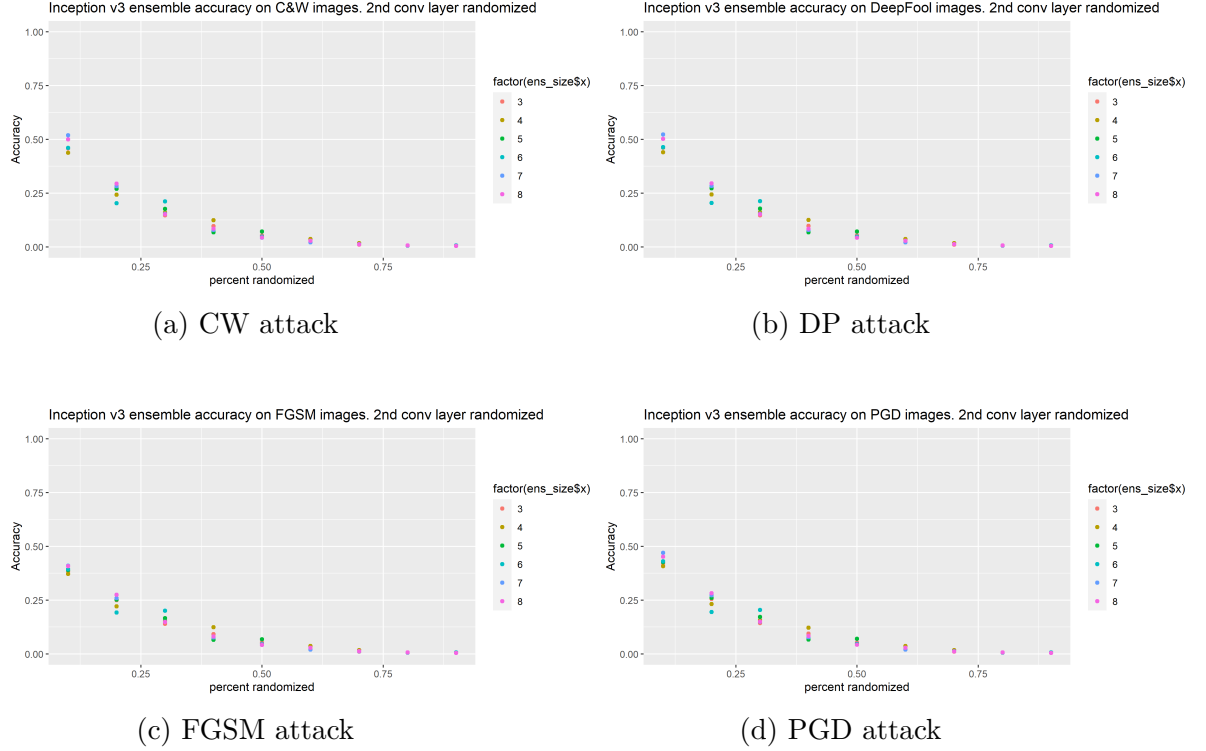 Inception v3 ensemble accuracy on C&W images. 2nd conv layer randomized
1.00
0.75
0.50
0.25
0.00
Accuracy
0.25 0.50 0.75
percent randomized
factor(ens_size$x)
3
4
5
6
7
8
(a) CW attack
Inception v3 ensemble accuracy on DeepFool images. 2nd conv layer randomized
1.00
0.75
0.50
0.25
0.00
Accuracy
0.25 0.50 0.75
percent randomized
factor(ens_size$x)
3
4
5
6
7
8
(b) DP attack
Inception v3 ensemble accuracy on FGSM images. 2nd conv layer randomized
1.00
0.75
0.50
0.25
0.00
Accuracy
0.25 0.50 0.75
percent randomized
factor(ens_size$x)
3
4
5
6
7
8
(c) FGSM attack
Inception v3 ensemble accuracy on PGD images. 2nd conv layer randomized
1.00
0.75
0.50
0.25
0.00
Accuracy
0.25 0.50 0.75
percent randomized
factor(ens_size$x)
3
4
5
6
7
8
(d) PGD attack